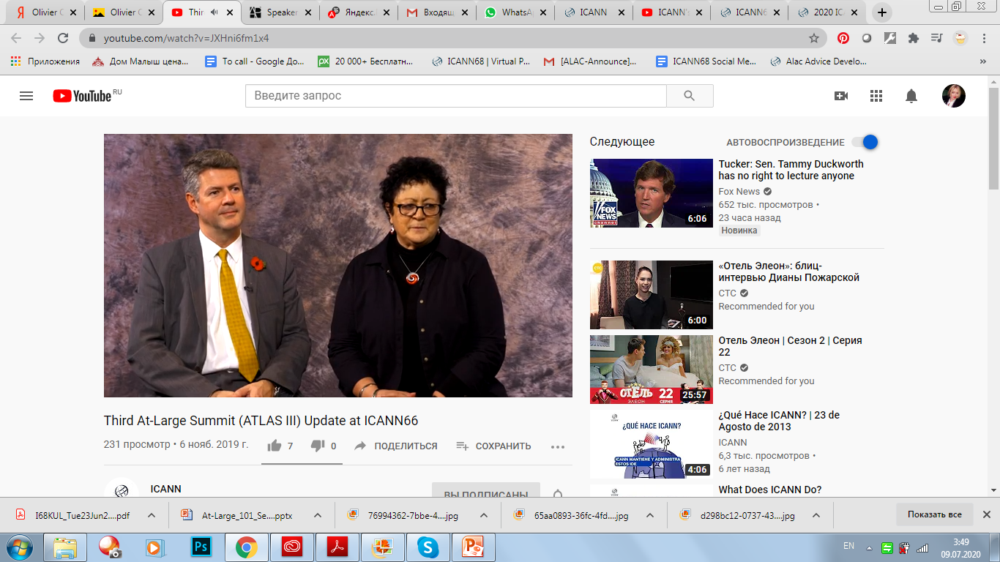 Olivier C
Olivier C
Thir
Speaker
Яндекс.
Входящ
WhatsA
ICANN
ICANN'
ICANN6
2020 IC
youtube.com/watch?v=JXHni6fm1x4
Приложения
Дом Малыш цена...
To call - Google До...
20 000+ Бесплатн...
ICANN68 | Virtual P...
[ALAC-Announce]...
ICANN68 Social Me...
Alac Advice Develo...
YouTube RU
Введите запрос
Следующее
АВТОВОСПРОИЗВЕДЕНИЕ
FOX NEWS channel
6:06
Tucker: Sen. Tammy Duckworth
has no right to lecture anyone
Fox News
652 тыс. просмотров •
23 часа назад
Новинка
СТС
6:00
«Отель Элеон»: блиц-
интервью Дианы Пожарской
СТС
Recommended for you
ОТЕЛЬ ЭЛЕОН 22 СЕРИЯ
25:57
Отель Элеон | Сезон 2 | Серия
22
СТС
Recommended for you
¿QUÉ HACE ICANN?
ICANN MANTIENE Y ADMINISTRA
ESTOS IDE
4:06
¿Qué Hace ICANN? | 23 de
Agosto de 2013
ICANN
6,3 тыс. просмотров •
6 лет назад
What Does ICANN Do?
Third At-Large Summit (ATLAS III) Update at ICANN66
231 просмотр • 6 нояб. 2019 г.
7
0
ПОДЕЛИТЬСЯ
СОХРАНИТЬ
ICANN
ВЫ ПОДПИСАНЫ
I68KUL_Tue23Jun2....pdf
At-Large_101_Se....pptx
76994362-7bbe-4....jpg
65aa0893-36fc-4fd....jpg
d298bc12-0737-43....jpg
Показать все
Ps
EN
3:49
09.07.2020